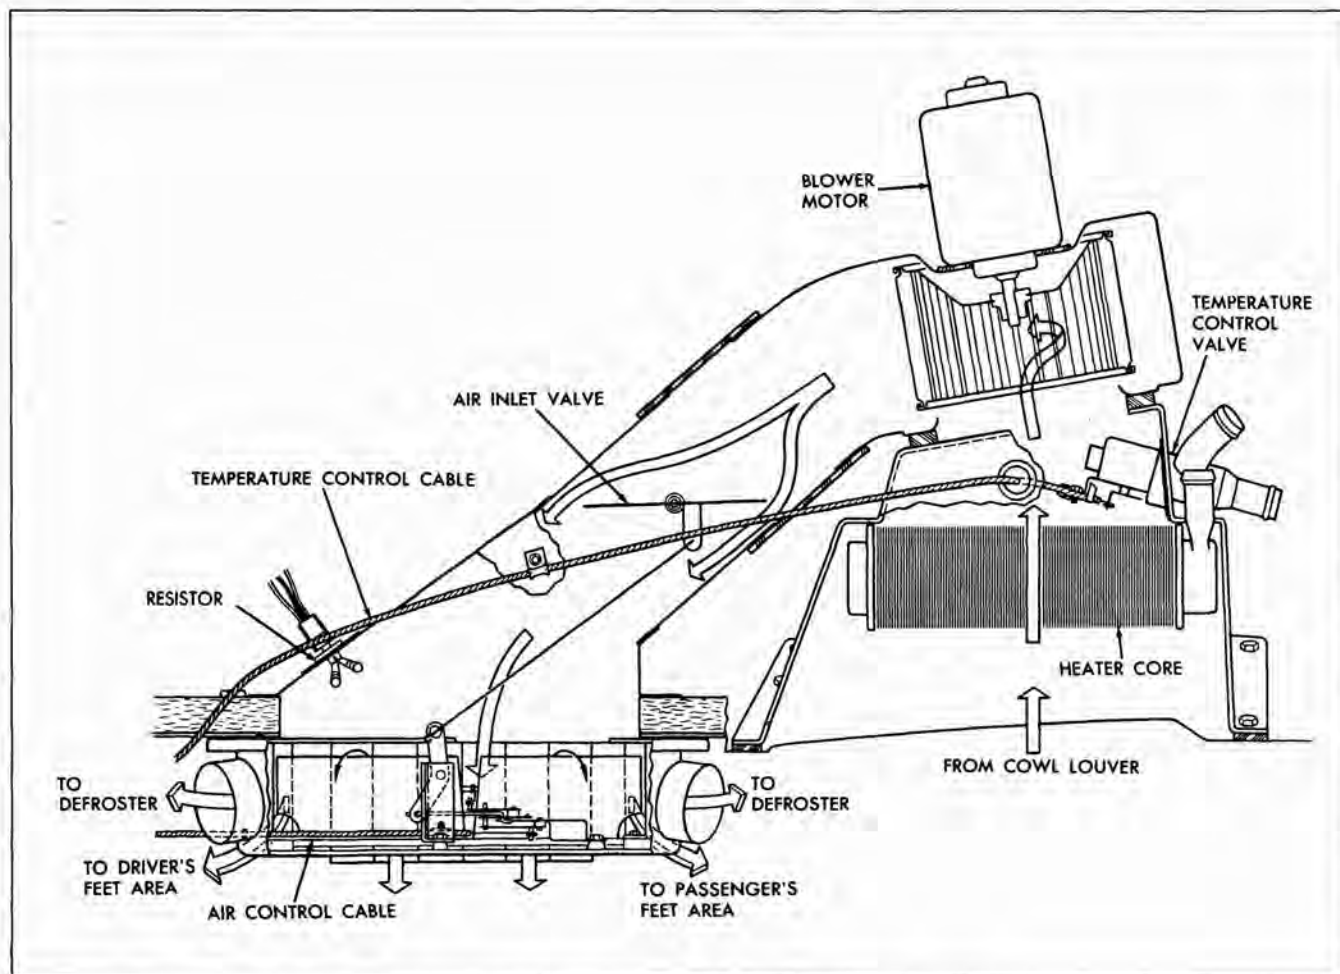 BLOWER
MOTOR
TEMPERATURE
CONTROL
VALVE
AIR INLET VALVE
TEMPERATURE CONTROL CABLE
RESISTOR
HEATER CORE
FROM COWL LOUVER
TO
DEFROSTER
TO
DEFROSTER
TO DRIVER'S
FEET AREA
TO PASSENGER'S
FEET AREA
AIR CONTROL CABLE